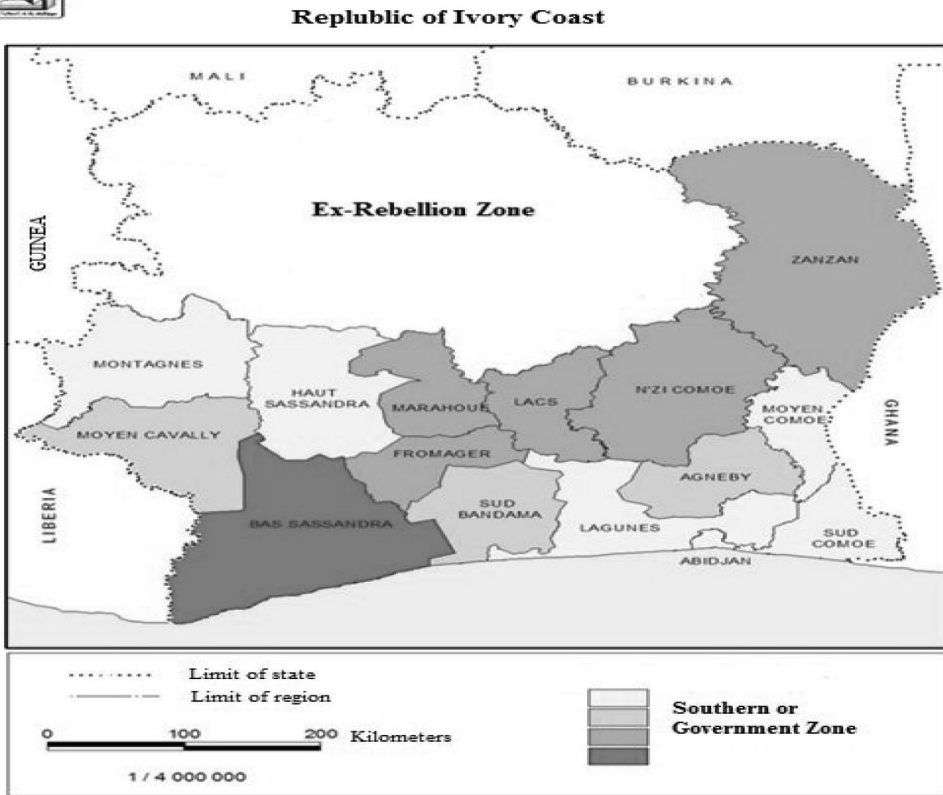 Replublic of Ivory Coast
MALI
BURKINA
GUINEA
Ex-Rebellion Zone
ZANZAN
MONTAGNES
HAUT
SASSANDRA
MARAHOUE
LACS
N'ZI COMOE
MOYEN
COMOE
GHANA
MOYEN CAVALLY
FROMAGER
AGNEBY
LIBERIA
BAS SASSANDRA
SUD
BANDAMA
LAGUNES
SUD
COMOE
ABIDJAN
Limit of state
Limit of region
0 100 200 Kilometers
1 / 4 000 000
Southern or
Government Zone